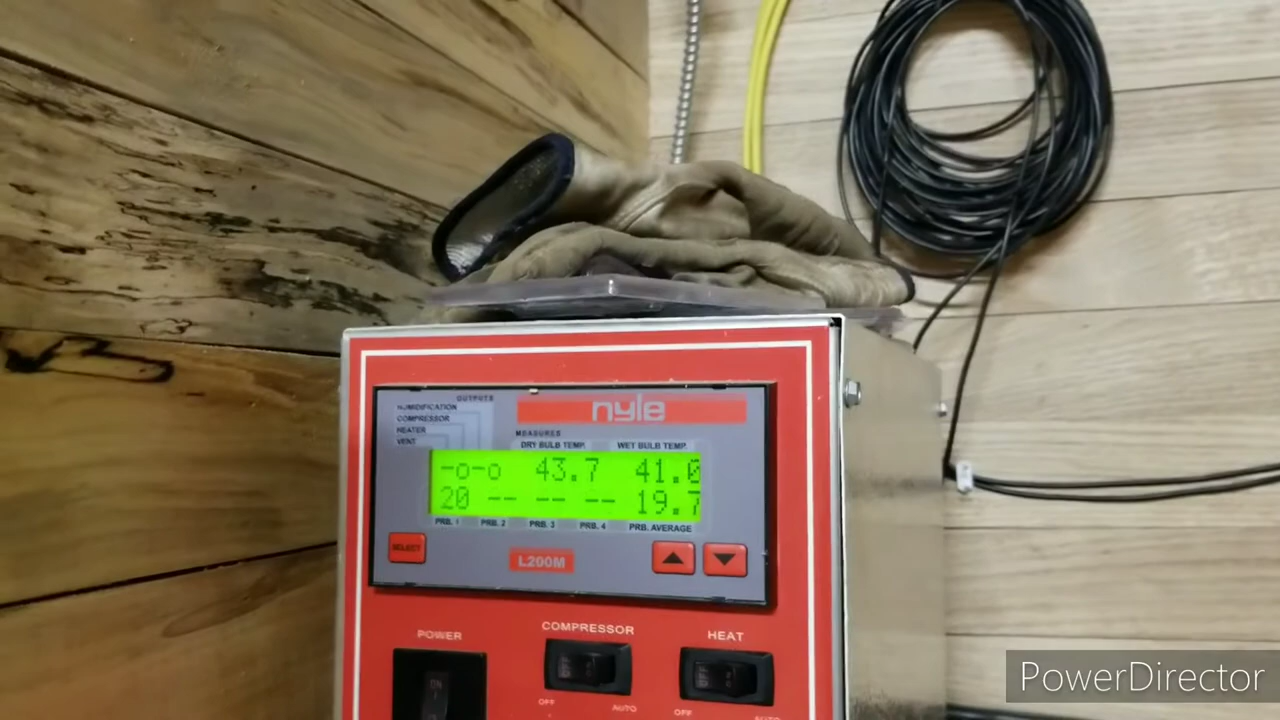 OUTPUTS
HUMIDIFICATION
COMPRESSOR
HEATER
VENT
nyle
MEASURES
DRY BULB TEMP. WET BULB TEMP.
-o-o 43.7 41.0
20 -- -- -- 19.7
PRB. 1 PRB. 2 PRB. 3 PRB. 4 PRB. AVERAGE
SELECT
L200M
POWER COMPRESSOR HEAT
OFF AUTO OFF AUTO
PowerDirector